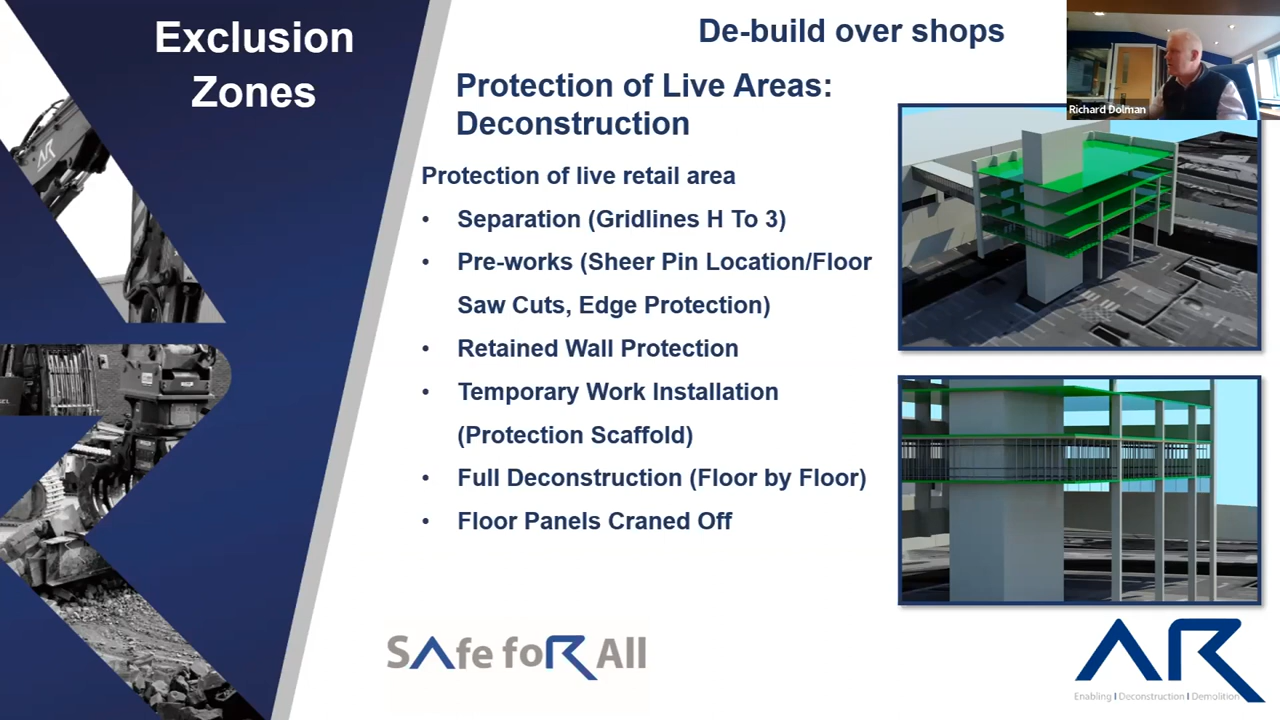 Exclusion
Zones
De-build over shops
Richard Dolman
Protection of Live Areas:
Deconstruction
Protection of live retail area
• Separation (Gridlines H To 3)
• Pre-works (Sheer Pin Location/Floor
Saw Cuts, Edge Protection)
• Retained Wall Protection
• Temporary Work Installation
(Protection Scaffold)
• Full Deconstruction (Floor by Floor)
• Floor Panels Craned Off
SAfe foR All
AR
Enabling | Deconstruction | Demolition
AR